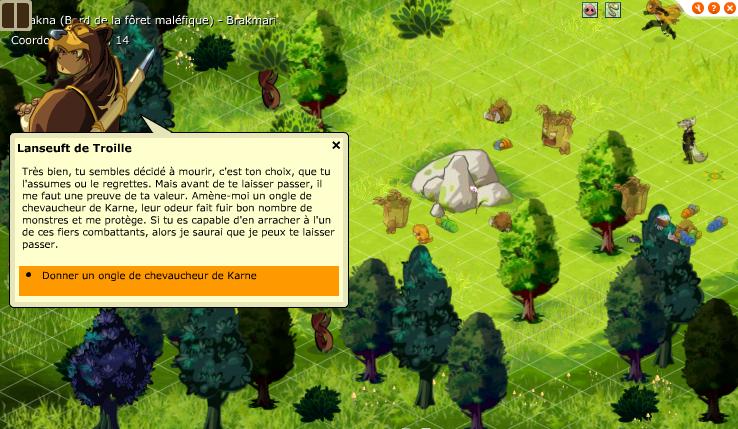 akna (Bord de la fôret maléfique) - Brakmar
Coordo 14
Lanseuft de Troille
Très bien, tu sembles décidé à mourir, c'est ton choix, que tu
l'assumes ou le regrettes. Mais avant de te laisser passer, il
me faut une preuve de ta valeur. Amène-moi un ongle de
chevaucheur de Karne, leur odeur fait fuir bon nombre de
monstres et me protège. Si tu es capable d'en arracher à l'un
de ces fiers combattants, alors je saurai que je peux te laisser
passer.
Donner un ongle de chevaucheur de Karne